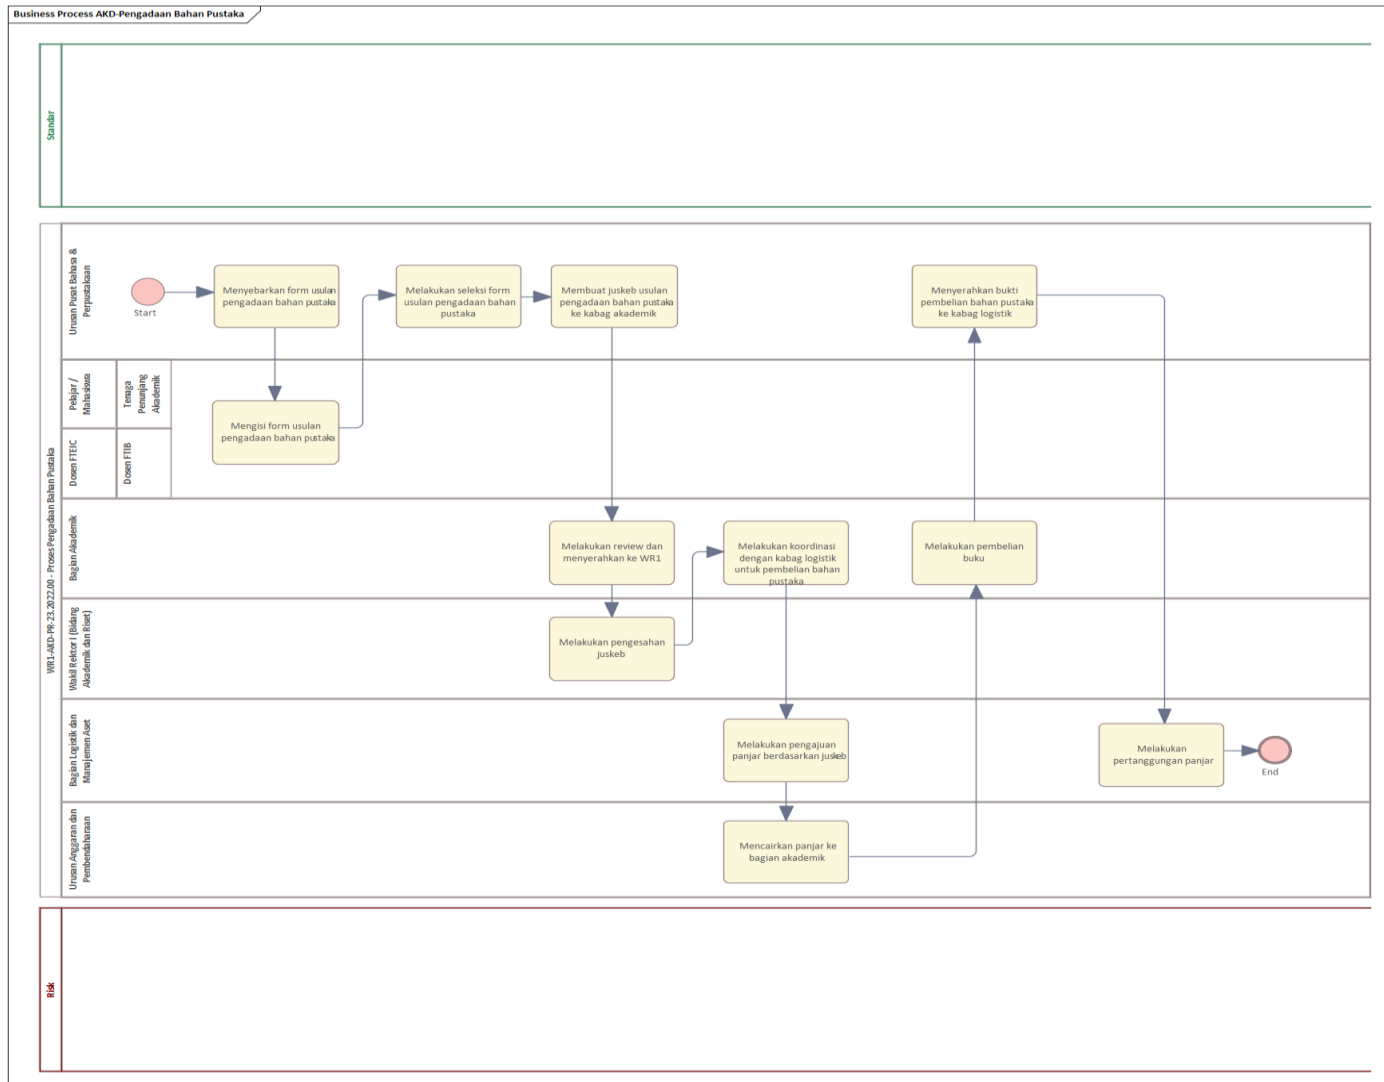 Business Process AKD-Pengadaan Bahan Pustaka
Standar
WR1-AKD-PR-23.2022.00 - Proses Pengadaan Bahan Pustaka
Urusan Pusat Bahasa &
Perpustakaan
Start
Menyebarkan form usulan
pengadaan bahan pustaka
Melakukan seleksi form
usulan pengadaan bahan
pustaka
Membuat juskeb usulan
pengadaan bahan pustaka
ke kabag akademik
Menyerahkan bukti
pembelian bahan pustaka
ke kabag logistik
Pelajar /
Mahasiswa
Tenaga
Penunjang
Akademik
Dosen FTEIC
Dosen FTIB
Mengisi form usulan
pengadaan bahan pustaka
Bagian Akademik
Melakukan review dan
menyerahkan ke WR1
Melakukan koordinasi
dengan kabag logistik
untuk pembelian bahan
pustaka
Melakukan pembelian
buku
Wakil Rektor I (Bidang
Akademik dan Riset)
Melakukan pengesahan
juskeb
Bagian Logistik dan
Manajemen Aset
Melakukan pengajuan
panjar berdasarkan juskeb
Melakukan
pertanggungan panjar
End
Urusan Anggaran dan
Pembendaharaan
Mencairkan panjar ke
bagian akademik
Risk